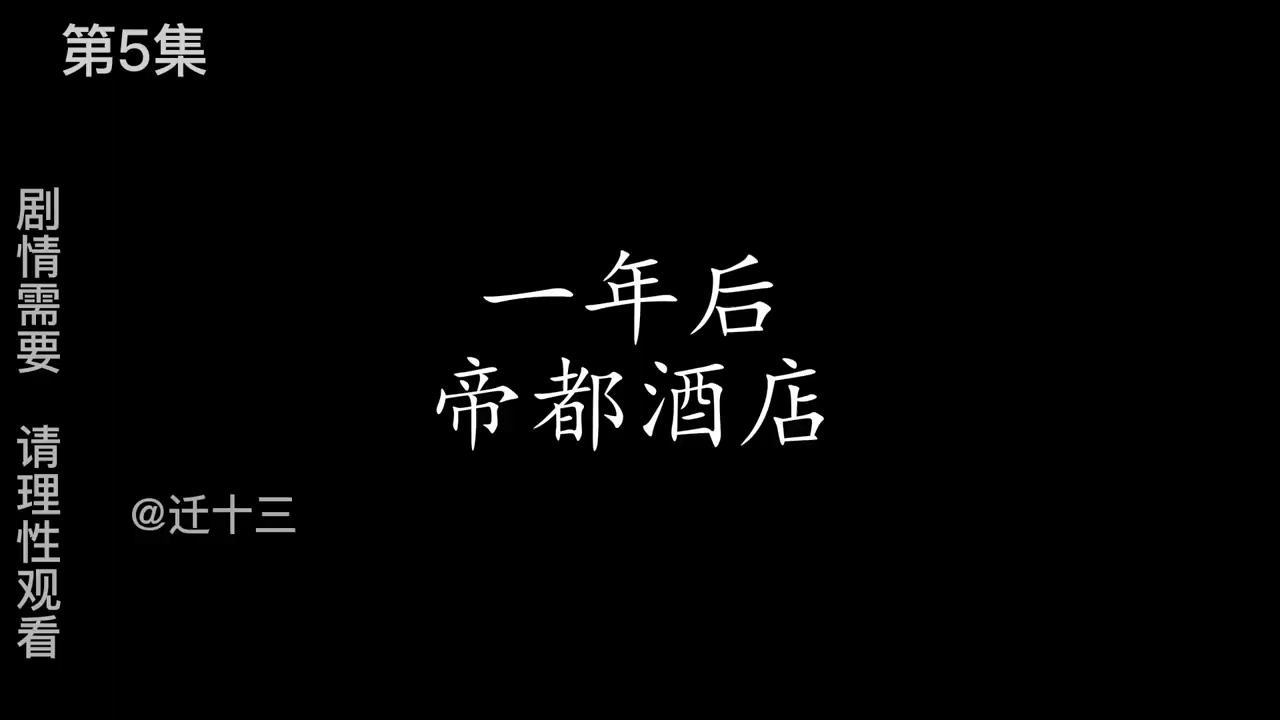 第5集
剧情需要 请理性观看
一年后
帝都酒店
@迁十三